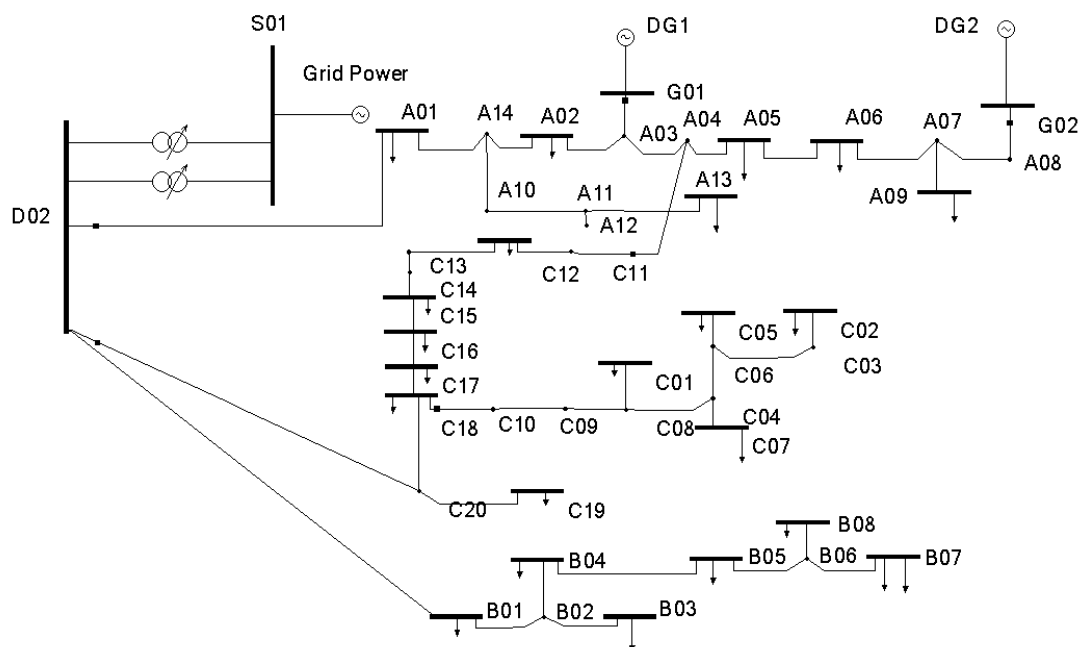 S01
DG1
DG2
Grid Power
G01
A01
A14
A02
A03
A04
A05
A06
A07
G02
A08
A10
A11
A13
A09
D02
A12
C13
C12
C11
C14
C15
C05
C02
C16
C06
C03
C17
C01
C18
C10
C09
C08
C04
C07
C20
C19
B08
B04
B05
B06
B07
B01
B02
B03